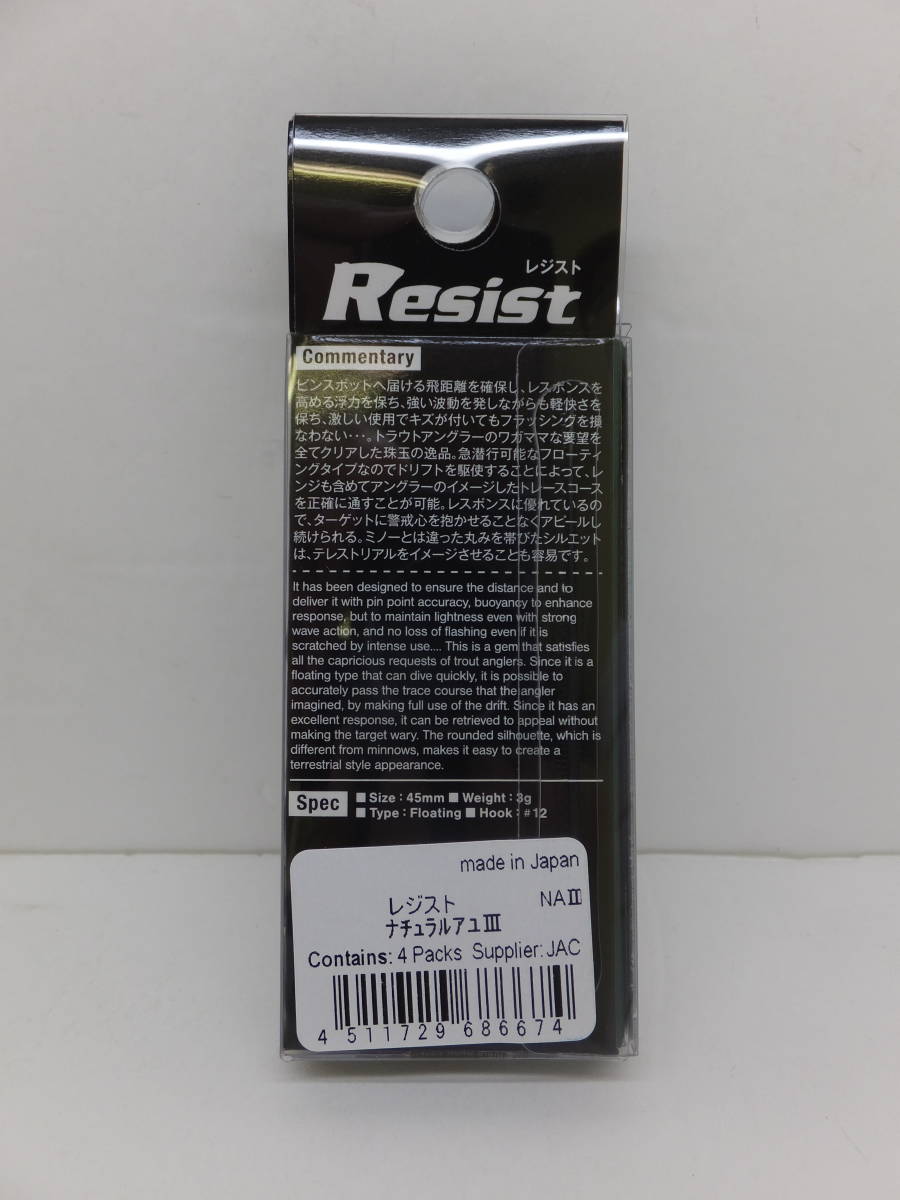 レジスト
Resist
Commentary
ピンスポットへ届ける飛距離を確保し、レスポンスを
高める浮力を保ち、強い波動を発しながらも軽快さを
保ち、激しい使用でキズが付いてもフラッシングを損
なわない･･･。トラウトアングラーのワガママな要望を
全てクリアした珠玉の逸品。急潜行可能なフローティ
ングタイプなのでドリフトを駆使することによって、レ
ンジも含めてアングラーのイメージしたトレースコース
を正確に通すことが可能。レスポンスに優れているの
で、ターゲットに警戒心を抱かせることなくアピールし
続けられる。ミノーとは違った丸みを帯びたシルエット
は、テレストリアルをイメージさせることも容易です。
It has been designed to ensure the distance and to
deliver it with pin point accuracy, buoyancy to enhance
response, but to maintain lightness even with strong
wave action, and no loss of flashing even if it is
scratched by intense use.... This is a gem that satisfies
all the capricious requests of trout anglers. Since it is a
floating type that can dive quickly, it is possible to
accurately pass the trace course that the angler
imagined, by making full use of the drift. Since it has an
excellent response, it can be retrieved to appeal without
making the target wary. The rounded silhouette, which is
different from minnows, makes it easy to create a
terrestrial style appearance.
Spec ■Size：45mm ■Weight：3g
■Type：Floating ■Hook：#12
made in Japan
レジスト NAⅡ
ナチュラルアユⅢ
Contains: 4 Packs Supplier: JAC
4 511729 686674